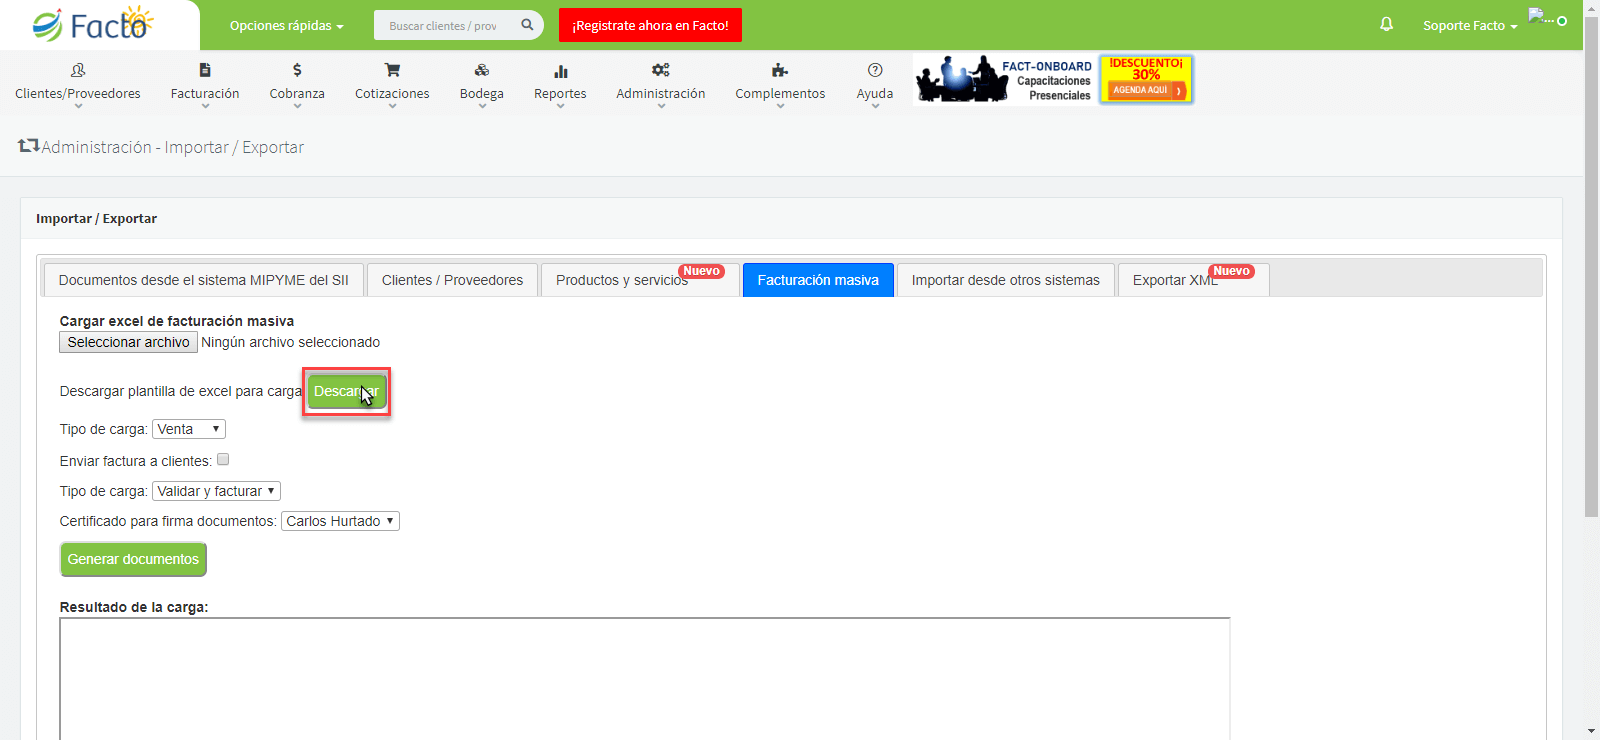 Facto
Opciones rápidas
Buscar clientes / prov
¡Registrate ahora en Facto!
Soporte Facto
...
Clientes/Proveedores
Facturación
Cobranza
Cotizaciones
Bodega
Reportes
Administración
Complementos
Ayuda
FACT-ONBOARD
Capacitaciones
Presenciales
!DESCUENTO¡
30%
AGENDA AQUI
Administración - Importar / Exportar
Importar / Exportar
Documentos desde el sistema MIPYME del SII
Clientes / Proveedores
Productos y servicios
Nuevo
Facturación masiva
Importar desde otros sistemas
Exportar XML
Nuevo
Cargar excel de facturación masiva
Seleccionar archivo Ningún archivo seleccionado
Descargar plantilla de excel para carga Descargar
Tipo de carga: Venta
Enviar factura a clientes:
Tipo de carga: Validar y facturar
Certificado para firma documentos: Carlos Hurtado
Generar documentos
Resultado de la carga: